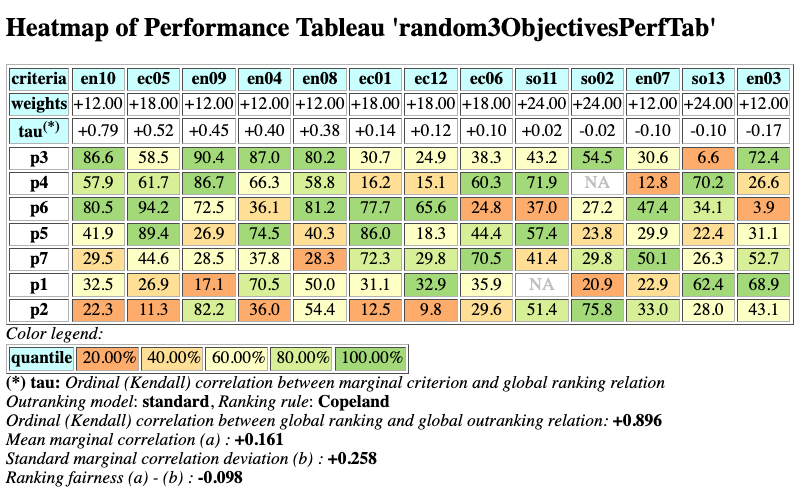 Heatmap of Performance Tableau 'random3ObjectivesPerfTab'
criteria en10 ec05 en09 en04 en08 ec01 ec12 ec06 so11 so02 en07 so13 en03
weights +12.00 +18.00 +12.00 +12.00 +12.00 +18.00 +18.00 +18.00 +24.00 +24.00 +12.00 +24.00 +12.00
tau(*) +0.79 +0.52 +0.45 +0.40 +0.38 +0.14 +0.12 +0.10 +0.02 -0.02 -0.10 -0.10 -0.17
p3 86.6 58.5 90.4 87.0 80.2 30.7 24.9 38.3 43.2 54.5 30.6 6.6 72.4
p4 57.9 61.7 86.7 66.3 58.8 16.2 15.1 60.3 71.9 NA 12.8 70.2 26.6
p6 80.5 94.2 72.5 36.1 81.2 77.7 65.6 24.8 37.0 27.2 47.4 34.1 3.9
p5 41.9 89.4 26.9 74.5 40.3 86.0 18.3 44.4 57.4 23.8 29.9 22.4 31.1
p7 29.5 44.6 28.5 37.8 28.3 72.3 29.8 70.5 41.4 29.8 50.1 26.3 52.7
p1 32.5 26.9 17.1 70.5 50.0 31.1 32.9 35.9 NA 20.9 22.9 62.4 68.9
p2 22.3 11.3 82.2 36.0 54.4 12.5 9.8 29.6 51.4 75.8 33.0 28.0 43.1
Color legend:
quantile 20.00% 40.00% 60.00% 80.00% 100.00%
(*) tau: Ordinal (Kendall) correlation between marginal criterion and global ranking relation
Outranking model: standard, Ranking rule: Copeland
Ordinal (Kendall) correlation between global ranking and global outranking relation: +0.896
Mean marginal correlation (a) : +0.161
Standard marginal correlation deviation (b) : +0.258
Ranking fairness (a) - (b) : -0.098